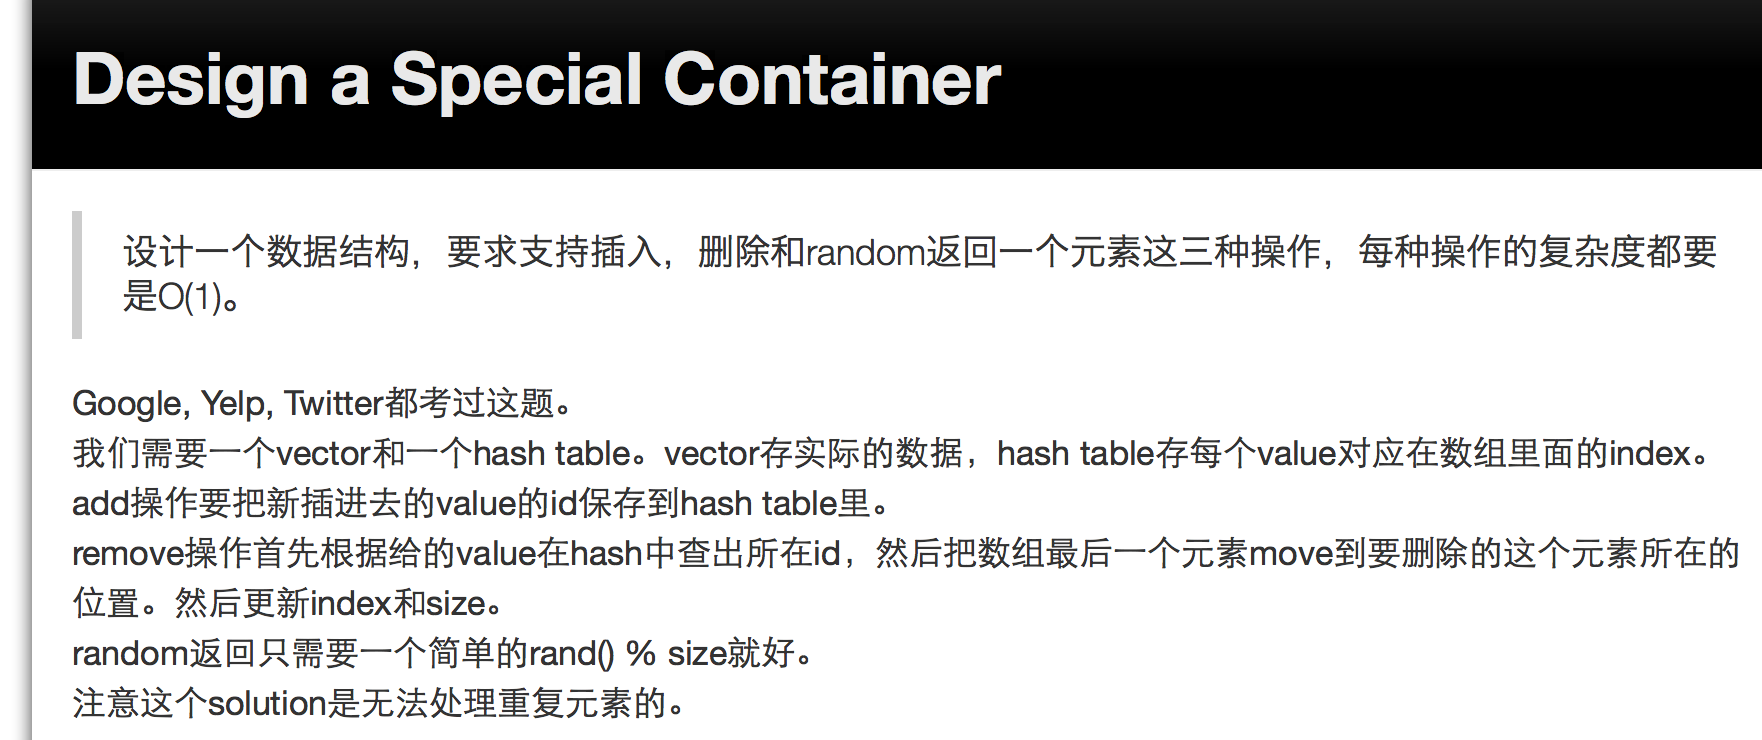 Design a Special Container
设计一个数据结构，要求支持插入，删除和random返回一个元素这三种操作，每种操作的复杂度都要
是O(1)。
Google, Yelp, Twitter都考过这题。
我们需要一个vector和一个hash table。vector存实际的数据，hash table存每个value对应在数组里面的index。
add操作要把新插进去的value的id保存到hash table里。
remove操作首先根据给的value在hash中查出所在id，然后把数组最后一个元素move到要删除的这个元素所在的
位置。然后更新index和size。
random返回只需要一个简单的rand() % size就好。
注意这个solution是无法处理重复元素的。